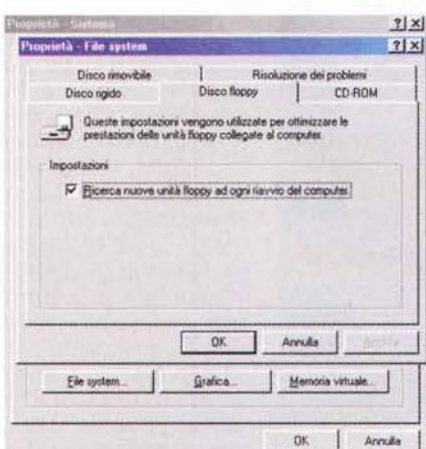 Proprietà - Sistema
Proprietà - File system
Disco rimovibile
Risoluzione dei problemi
Disco rigido
Disco floppy
CD-ROM
Queste impostazioni vengono utilizzate per ottimizzare le
prestazioni delle unità floppy collegate al computer.
Impostazioni
Ricerca nuove unità floppy ad ogni riavvio del computer.
OK
Annulla
Applica
File system...
Grafica...
Memoria virtuale...
OK
Annulla